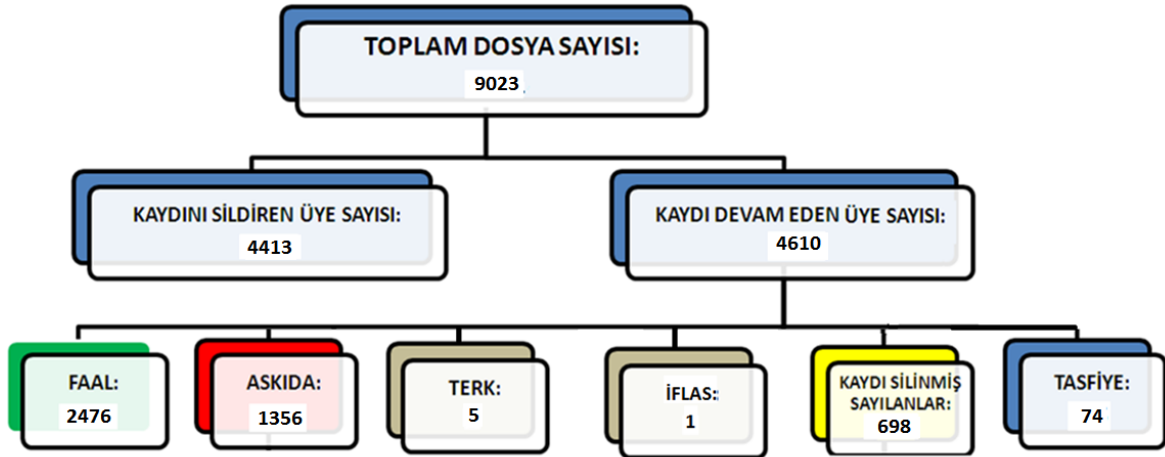 TOPLAM DOSYA SAYISI:
9023
KAYDINI SİLDİREN ÜYE SAYISI:
4413
KAYDI DEVAM EDEN ÜYE SAYISI:
4610
FAAL:
2476
ASKIDA:
1356
TERK:
5
İFLAS:
1
KAYDI SİLİNMİŞ
SAYILANLAR:
698
TASFİYE:
74